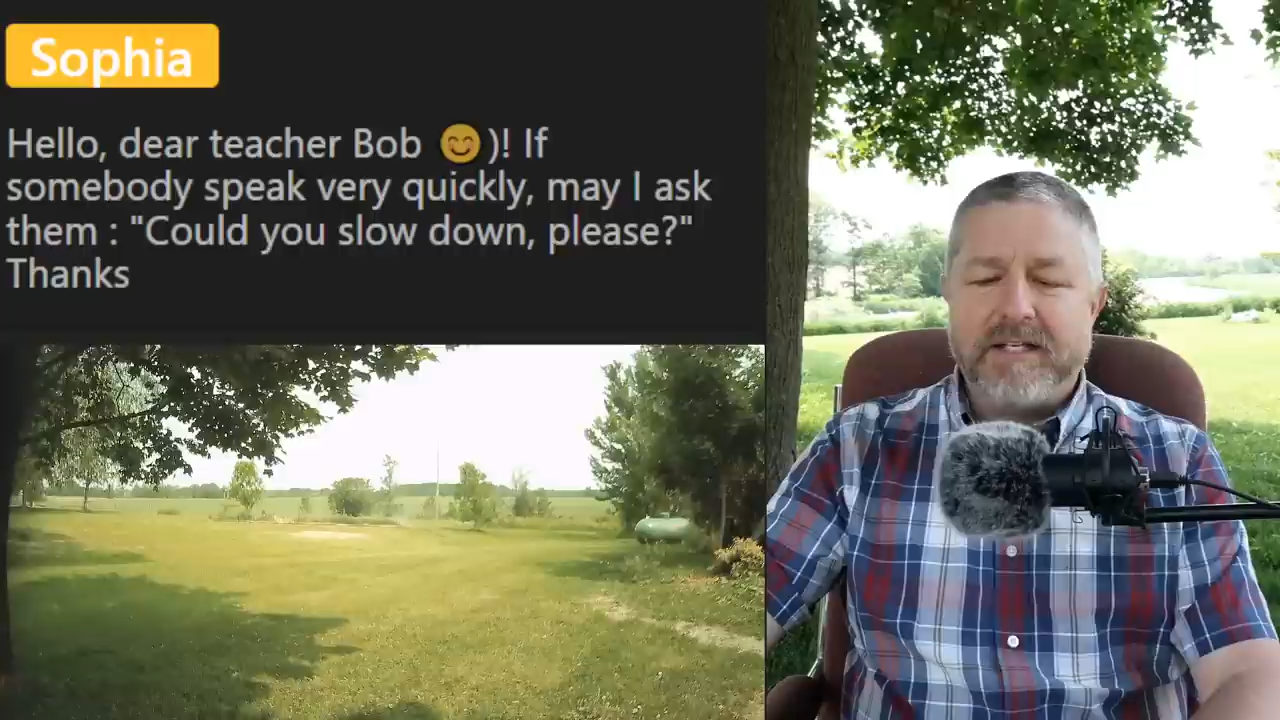 Sophia
Hello, dear teacher Bob 😊)! If
somebody speak very quickly, may I ask
them : "Could you slow down, please?"
Thanks